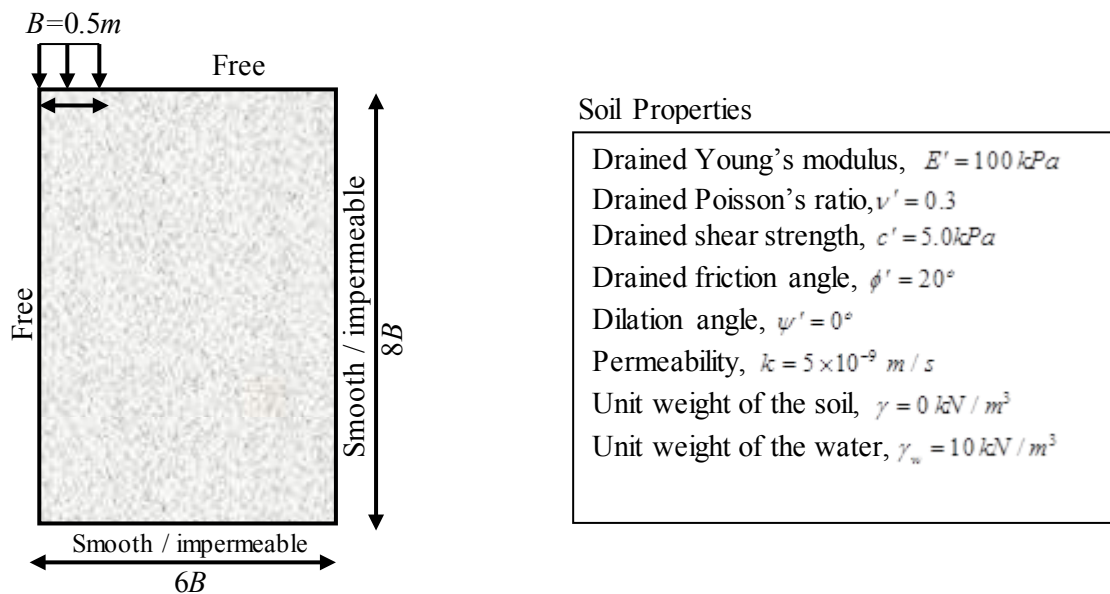 B=0.5m
Free
Free
Smooth / impermeable
8B
Smooth / impermeable
6B
Soil Properties
Drained Young's modulus, E′ = 100 kPa
Drained Poisson's ratio, ν′ = 0.3
Drained shear strength, c′ = 5.0kPa
Drained friction angle, ϕ′ = 20°
Dilation angle, ψ′ = 0°
Permeability, k = 5×10⁻⁹ m / s
Unit weight of the soil, γ = 0 kN / m³
Unit weight of the water, γw = 10 kN / m³